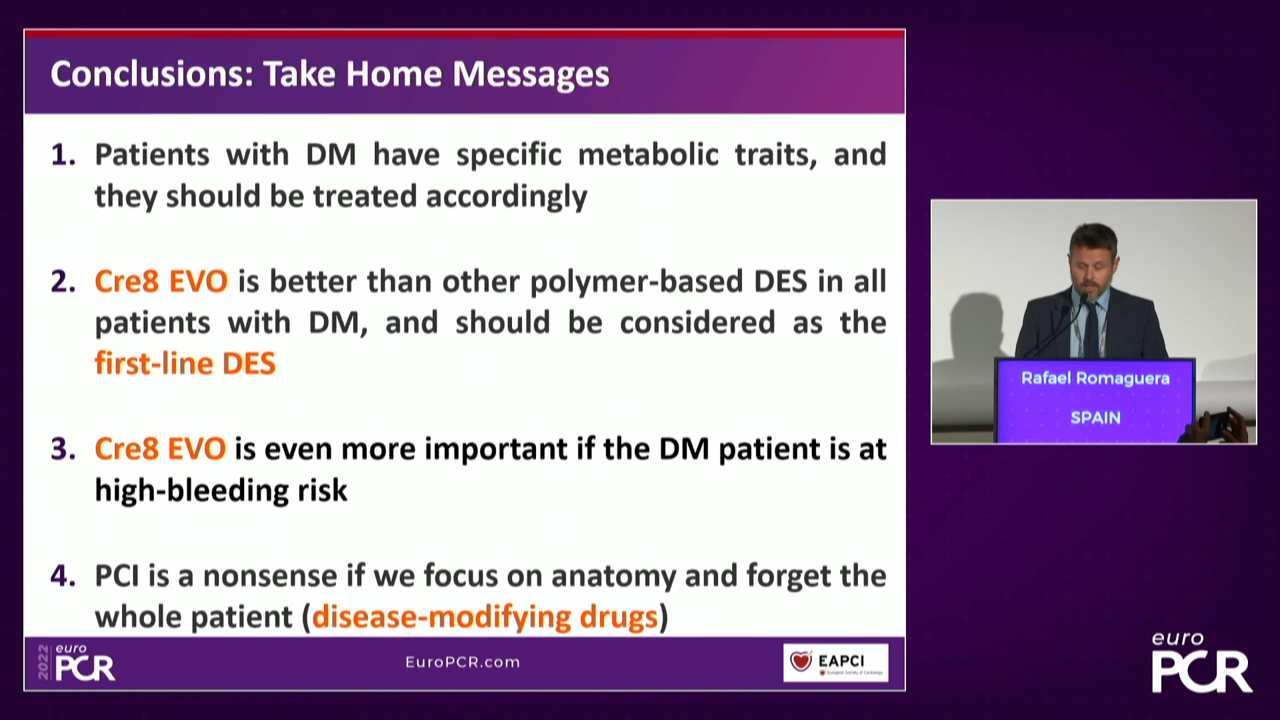 Conclusions: Take Home Messages
1. Patients with DM have specific metabolic traits, and
they should be treated accordingly
2. Cre8 EVO is better than other polymer-based DES in all
patients with DM, and should be considered as the
first-line DES
3. Cre8 EVO is even more important if the DM patient is at
high-bleeding risk
4. PCI is a nonsense if we focus on anatomy and forget the
whole patient (disease-modifying drugs)
2022
euro
PCR
EuroPCR.com
EAPCI
European Society of Cardiology
Rafael Romaguera
SPAIN
euro
PCR